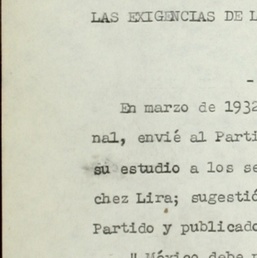 LAS EXIGENCIAS DE L
-
En marzo de 1932
nal, envié al Parti
su estudio a los se
chez Lira; sugestió
Partido y publicado
" México debe